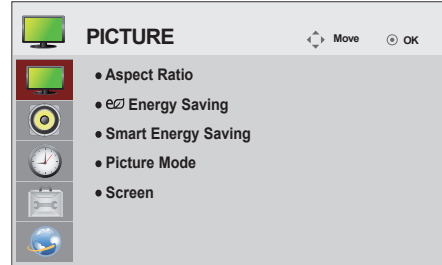 PICTURE
Move
OK
• Aspect Ratio
• e Energy Saving
• Smart Energy Saving
• Picture Mode
• Screen